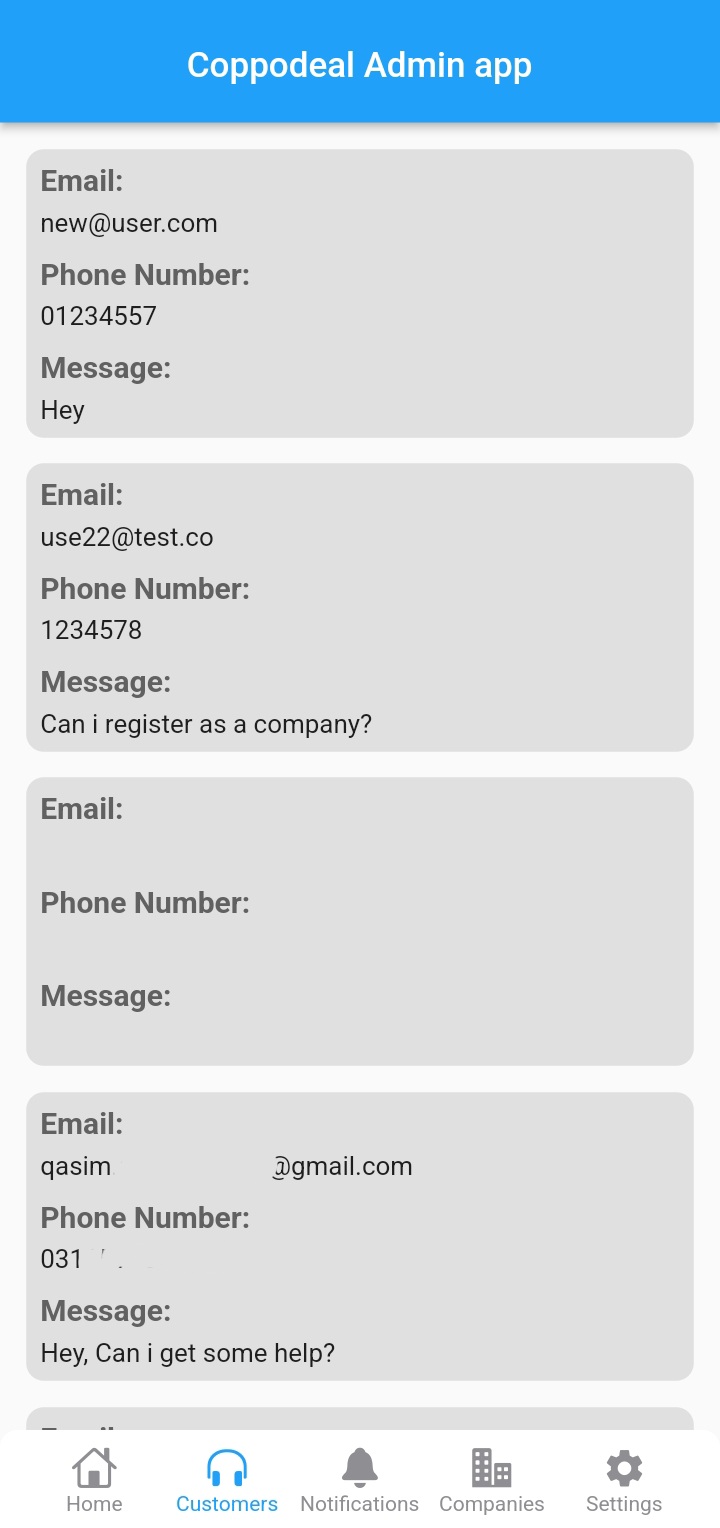 Coppodeal Admin app
Email:
new@user.com
Phone Number:
01234557
Message:
Hey
Email:
use22@test.co
Phone Number:
1234578
Message:
Can i register as a company?
Email:
Phone Number:
Message:
Email:
qasim @gmail.com
Phone Number:
031
Message:
Hey, Can i get some help?
Home Customers Notifications Companies Settings